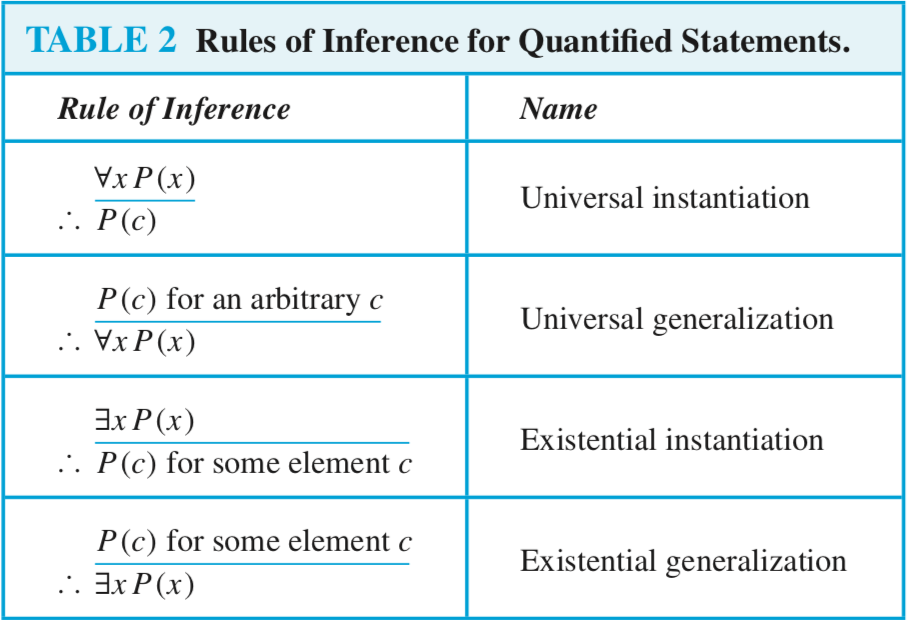 TABLE 2 Rules of Inference for Quantified Statements.
Rule of Inference Name
∀x P(x)
∴ P(c)
Universal instantiation
P(c) for an arbitrary c
∴ ∀x P(x)
Universal generalization
∃x P(x)
∴ P(c) for some element c
Existential instantiation
P(c) for some element c
∴ ∃x P(x)
Existential generalization